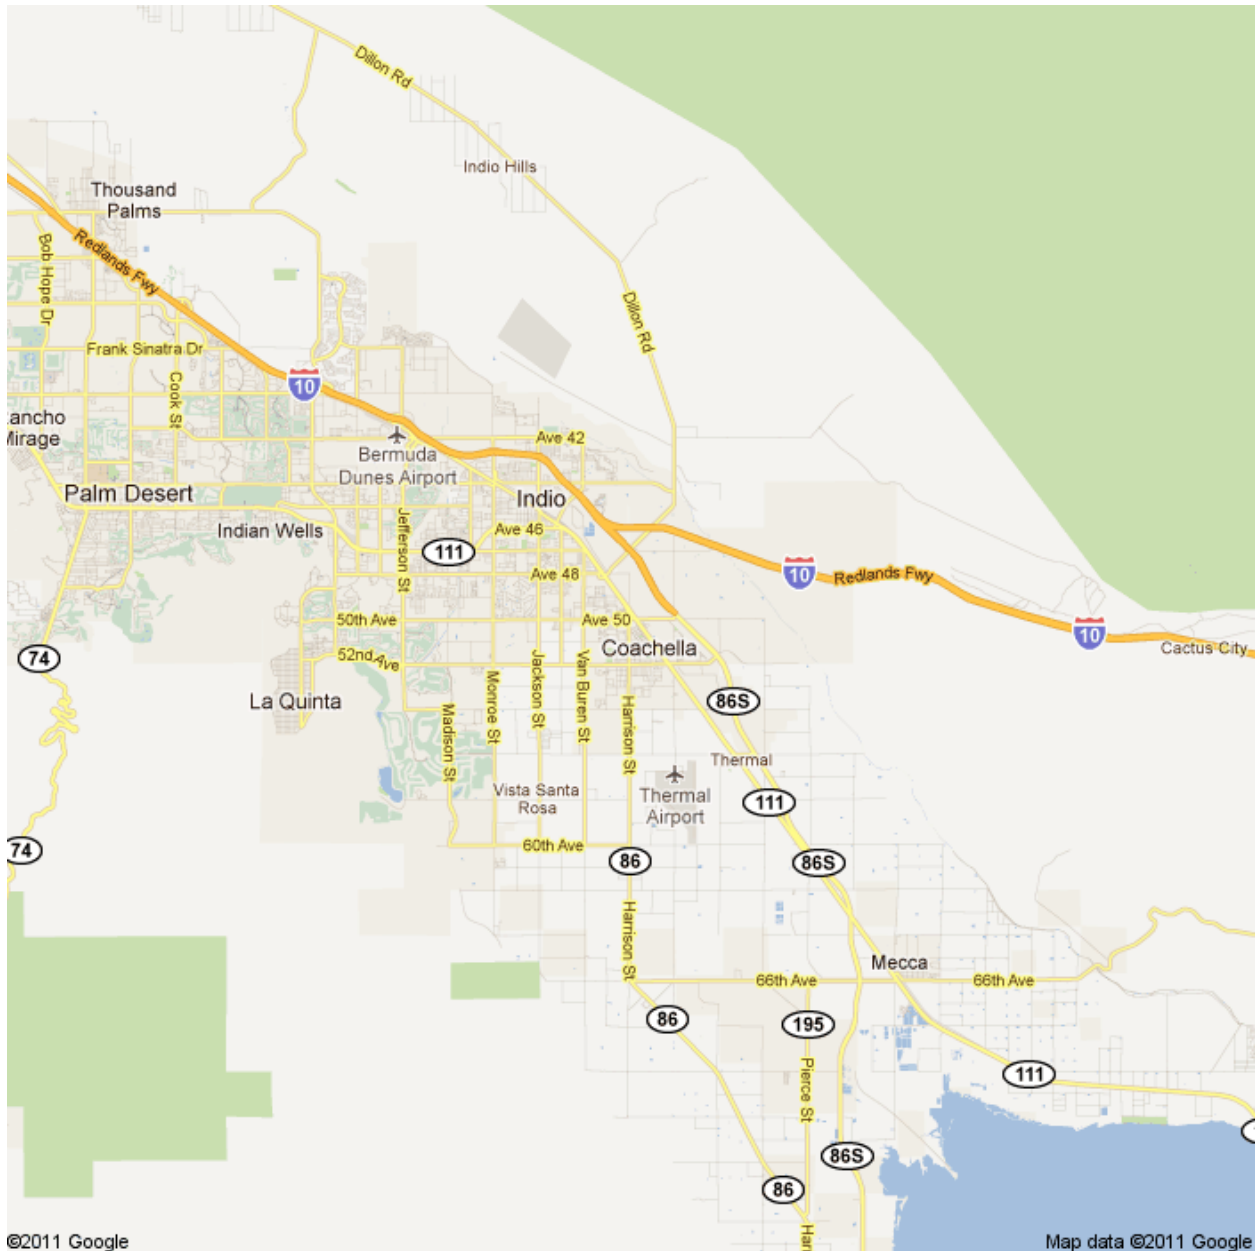 Dillon Rd
Indio Hills
Thousand
Palms
Bob Hope Dr
Redlands Fwy
Dillon Rd
Frank Sinatra Dr
10
Cook St
ancho
Mirage
Ave 42
Bermuda
Dunes Airport
Palm Desert
Indio
Indian Wells
Jefferson St
Ave 46
111
Ave 48
10
Redlands Fwy
50th Ave
Ave 50
10
Cactus City
74
52nd Ave
Coachella
La Quinta
Madison St
Monroe St
Jackson St
Van Buren St
Harrison St
86S
Thermal
Vista Santa
Rosa
Thermal
Airport
111
74
60th Ave
86
86S
Harrison St
Mecca
66th Ave
66th Ave
86
195
Pierce St
111
86S
86
Har
©2011 Google
Map data ©2011 Google